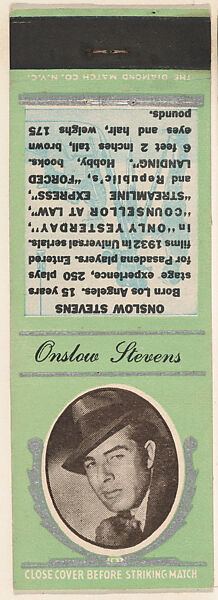 THE DIAMOND MATCH CO., N.Y.C.
ONSLOW STEVENS
Born Los Angeles. 15 years
stage experience, 250 plays
for Pasadena players. Entered
films 1932 in Universal serials
in "ONLY YESTERDAY",
"COUNSELLOR AT LAW",
"STREAMLINE EXPRESS",
and Republic's, "FORCED
LANDING". Hobby, books.
6 feet 2 inches tall, brown
eyes and hair, weighs 175
pounds.
Onslow Stevens
CLOSE COVER BEFORE STRIKING MATCH